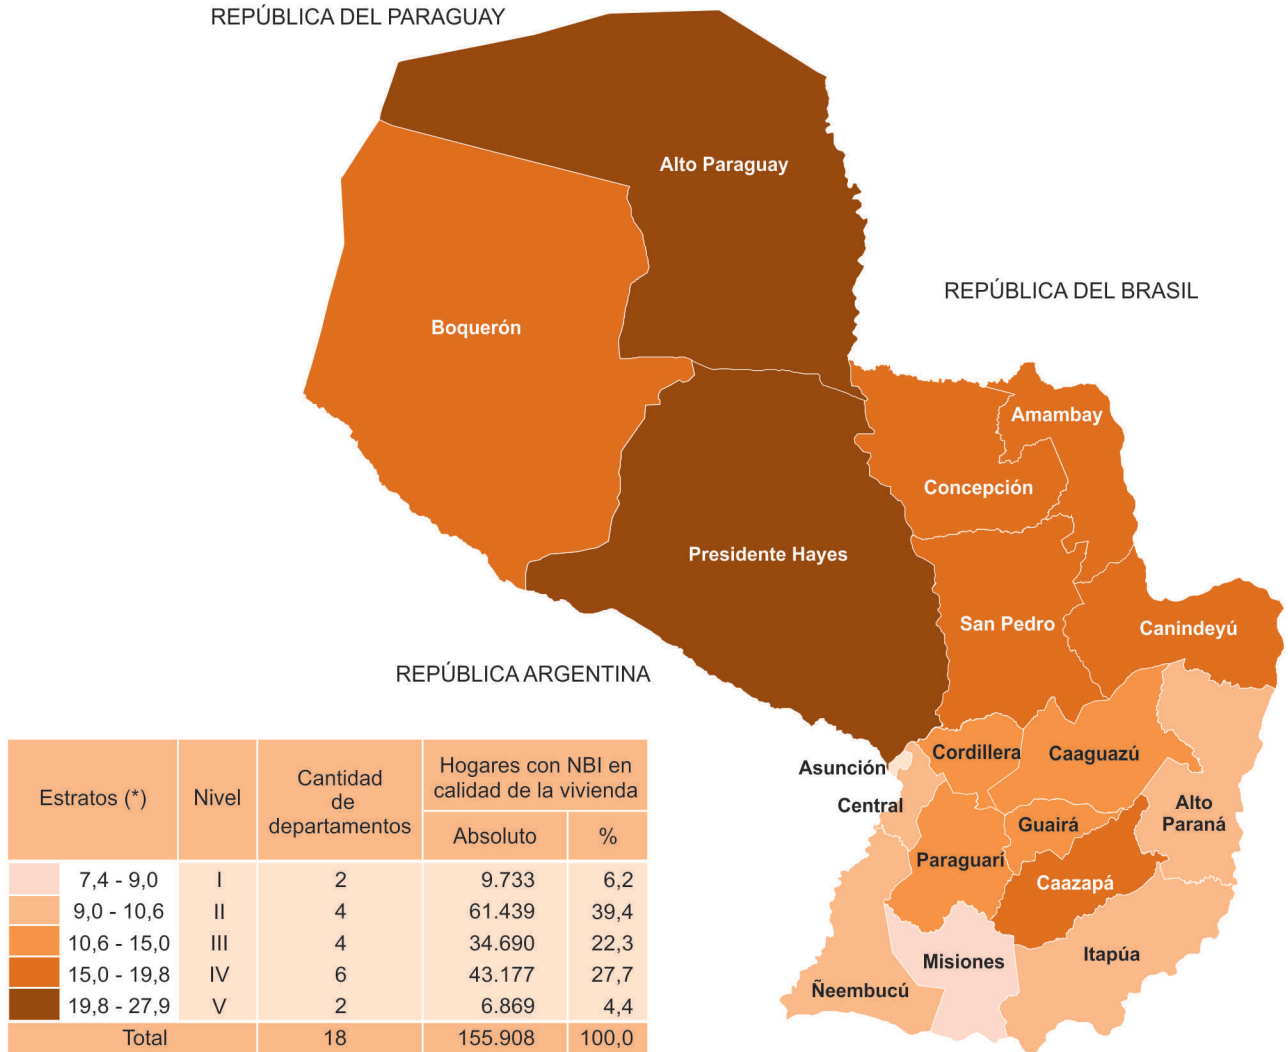 REPÚBLICA DEL PARAGUAY
Alto Paraguay
REPÚBLICA DEL BRASIL
Boquerón
Amambay
Concepción
Presidente Hayes
San Pedro
Canindeyú
REPÚBLICA ARGENTINA
Cordillera
Caaguazú
Asunción
Central
Alto
Paraná
Guairá
Paraguarí
Caazapá
Itapúa
Misiones
Ñeembucú
Estratos (*) Nivel Cantidad de departamentos Hogares con NBI en calidad de la vivienda
Absoluto %
7,4 - 9,0 I 2 9.733 6,2
9,0 - 10,6 II 4 61.439 39,4
10,6 - 15,0 III 4 34.690 22,3
15,0 - 19,8 IV 6 43.177 27,7
19,8 - 27,9 V 2 6.869 4,4
Total 18 155.908 100,0